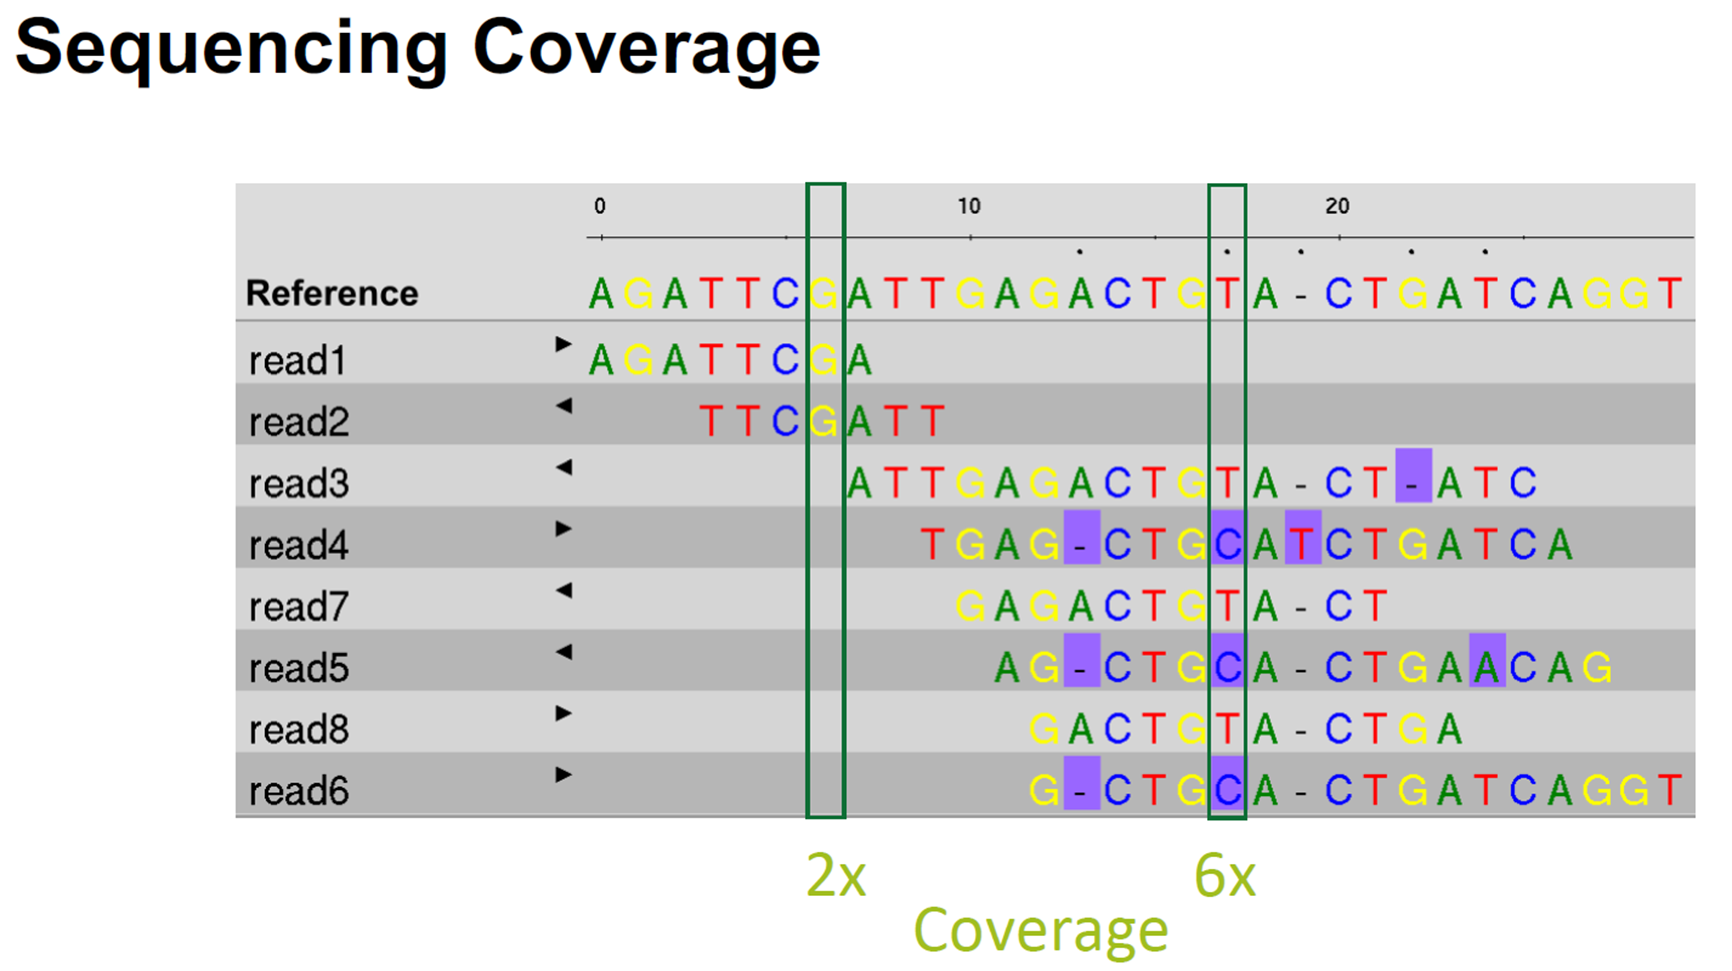 Sequencing Coverage
0 10 20
Reference AGATTCGATTGAGACTGTA-CTGATCAGGT
read1 ► AGATTCGA
read2 ◄ TTCGATT
read3 ◄ ATTGAGACTGTA-CT-ATC
read4 ► TGAG-CTGCATCTGATCA
read7 ◄ GAGACTGTA-CT
read5 ◄ AG-CTGCA-CTGAACAG
read8 ► GACTGTA-CTGA
read6 ► G-CTGCA-CTGATCAGGT
2x 6x
Coverage